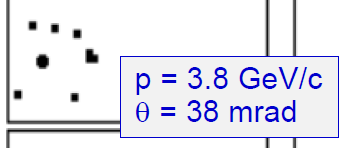 p = 3.8 GeV/c
θ = 38 mrad